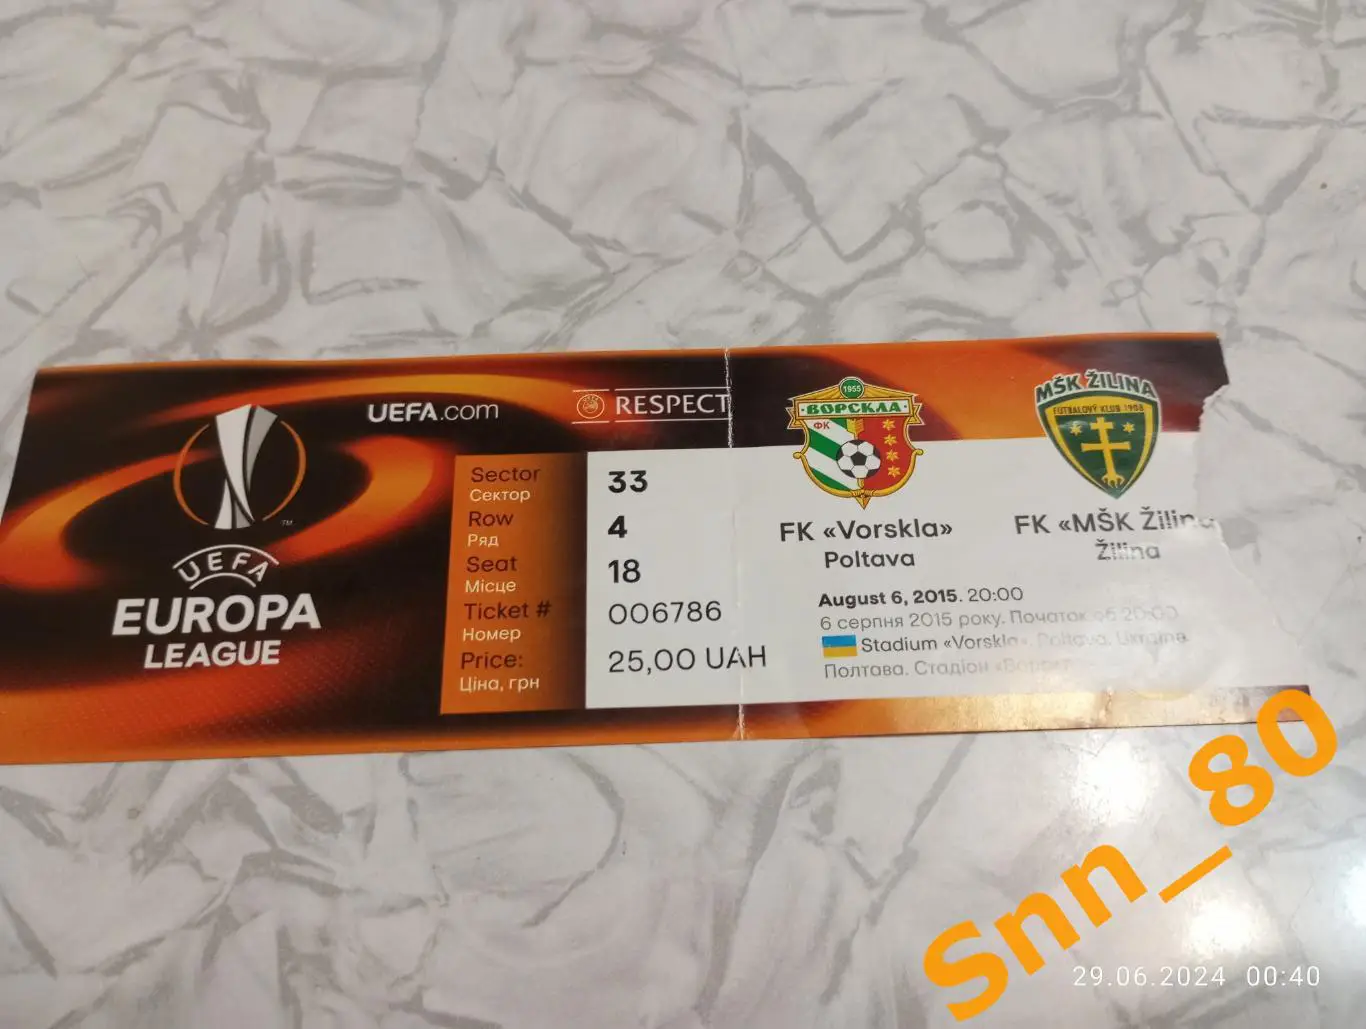 UEFA.com
RESPECT
UEFA
EUROPA
LEAGUE
™
Sector 33
Сектор
Row 4
Ряд
Seat 18
Місце
Ticket # 006786
Номер
Price: 25,00 UAH
Ціна, грн
1955
ВОРСКЛА
ФК
MŠK ŽILINA
FUTBALOVÝ KLUB 1908
FK «Vorskla»
Poltava
FK «MŠK Žilina
Žilina
August 6, 2015. 20:00
6 серпня 2015 року. Початок об 20:00
Stadium «Vorskla», Poltava. Ukraine
Полтава. Стадіон
Snn_80
29.06.2024 00:40